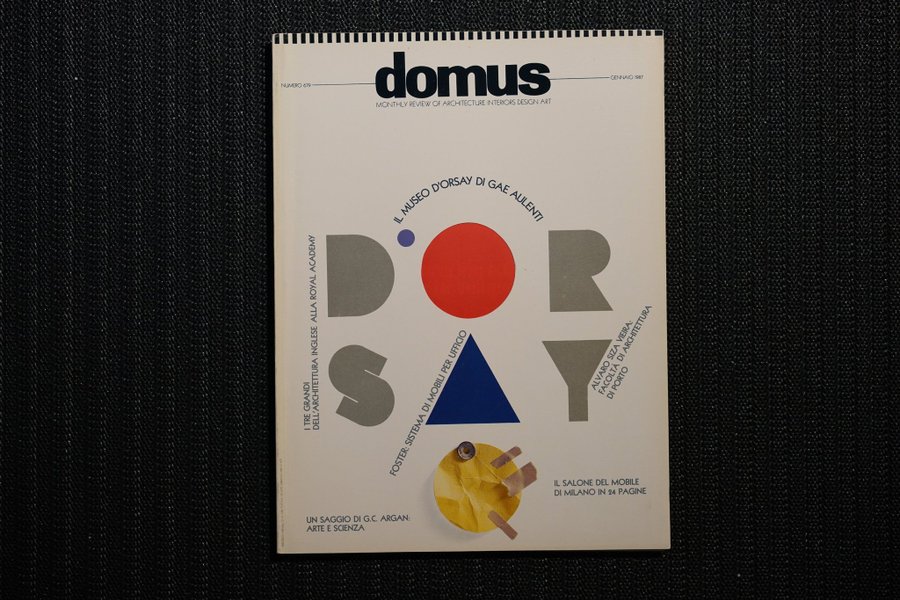 domus
NUMERO 679
GENNAIO 1987
MONTHLY REVIEW OF ARCHITECTURE INTERIORS DESIGN ART
IL MUSEO D'ORSAY DI GAE AULENTI
D'OR
SAY
I TRE GRANDI
DELL'ARCHITETTURA INGLESE ALLA ROYAL ACADEMY
FOSTER: SISTEMA DI MOBILI PER UFFICIO
ALVARO SIZA VIEIRA:
FACOLTÀ DI ARCHITETTURA
DI PORTO
IL SALONE DEL MOBILE
DI MILANO IN 24 PAGINE
UN SAGGIO DI G.C. ARGAN:
ARTE E SCIENZA